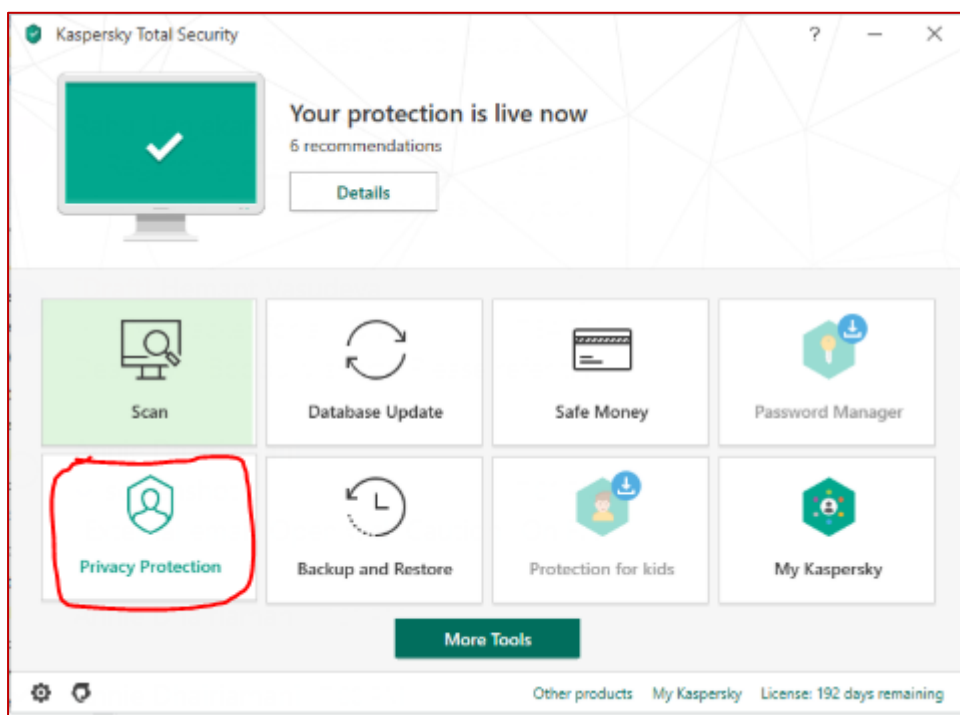 Kaspersky Total Security
?
Your protection is live now
6 recommendations
Details
Scan
Database Update
Safe Money
Password Manager
Privacy Protection
Backup and Restore
Protection for kids
My Kaspersky
More Tools
Other products My Kaspersky License: 192 days remaining